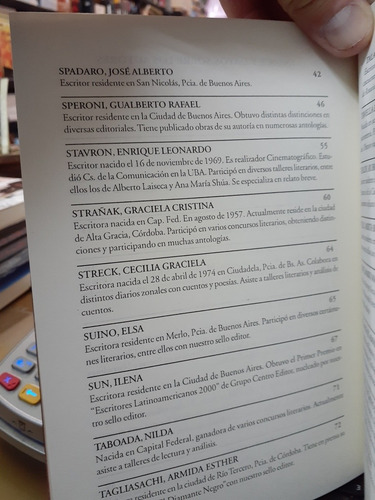 SPADARO, JOSÉ ALBERTO 42
Escritor residente en San Nicolás, Pcia. de Buenos Aires.
SPERONI, GUALBERTO RAFAEL 46
Escritor residente en la Ciudad de Buenos Aires. Obtuvo distintas distinciones en
diversas editoriales. Tiene publicado obras de su autoría en numerosas antologías.
STAVRON, ENRIQUE LEONARDO 55
Escritor nacido el 16 de noviembre de 1969. Es realizador Cinematográfico: Estu-
dió Cs. de la Comunicación en la UBA. Participó en diversos talleres literarios, entre
ellos los de Alberto Laiseca y Ana María Shúa. Se especializa en relato breve.
STRAÑAK, GRACIELA CRISTINA 60
Escritora nacida en Cap. Fed. En agosto de 1957. Actualmente reside en la ciudad
de Alta Gracia, Córdoba. Participó en varios concursos literarios, obteniendo distin-
ciones y participando en muchas antologías.
STRECK, CECILIA GRACIELA 64
Escritora nacida el 28 de abril de 1974 en Ciudadela, Pcia. de Bs. As. Colabora en
distintos diarios zonales con cuentos y poesías. Asiste a talleres literarios y análisis de
cuentos.
SUINO, ELSA 65
Escritora residente en Merlo, Pcia. de Buenos Aires. Participó en diversos certáme-
nes literarios, entre ellos con nuestro sello editor.
SUN, ILENA 67
Escritora residente en la Ciudad de Buenos Aires. Obtuvo el Primer Premio en
"Escritores Latinoamericanos 2000" de Grupo Centro Editor, realizado por nues-
tro sello editor.
TABOADA, NILDA 71
Nacida en Capital Federal, ganadora de varios concursos literarios. Actualmente
asiste a talleres de lectura y análisis.
TAGLIASACHI, ARMIDA ESTHER 72
residente en la ciudad de Río Tercero, Pcia. de Córdoba. Tiene en
Diamante Negro" con nuestro sello editor.